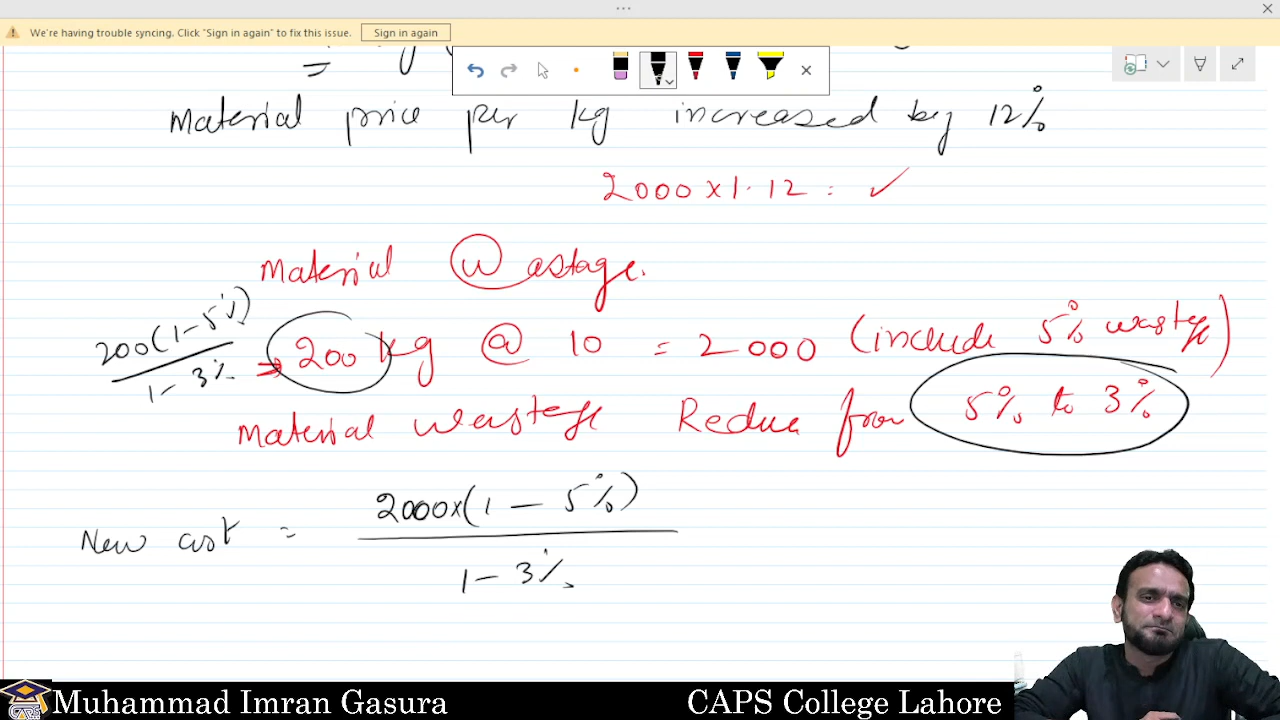 We're having trouble syncing. Click "Sign in again" to fix this issue. Sign in again
material price per kg increased by 12%
2000 x 1.12 = ✓
Material Wastage.
200(1-5%)
1-3%
200 kg @ 10 = 2000 (include 5% wastage)
Material wastage Reduce from 5% to 3%
New cost = 2000x(1-5%)
1-3%
Muhammad Imran Gasura CAPS College Lahore